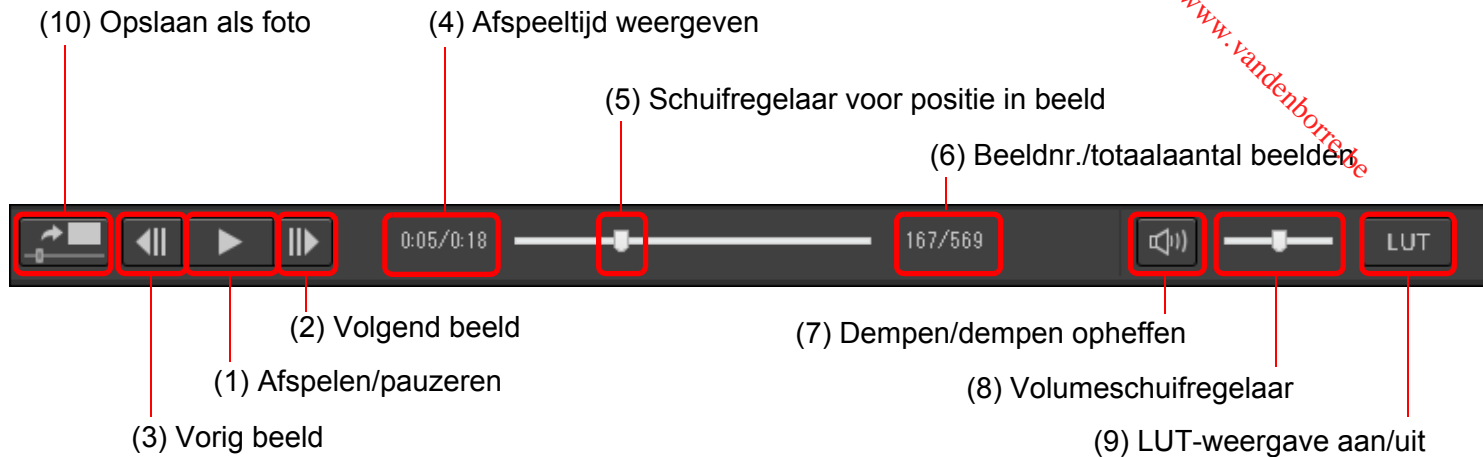 (10) Opslaan als foto
(4) Afspeeltijd weergeven
www.vandenborre.be
(5) Schuifregelaar voor positie in beeld
(6) Beeldnr./totaalaantal beelden
0:05/0:18
167/569
LUT
(2) Volgend beeld
(7) Dempen/dempen opheffen
(1) Afspelen/pauzeren
(8) Volumeschuifregelaar
(3) Vorig beeld
(9) LUT-weergave aan/uit